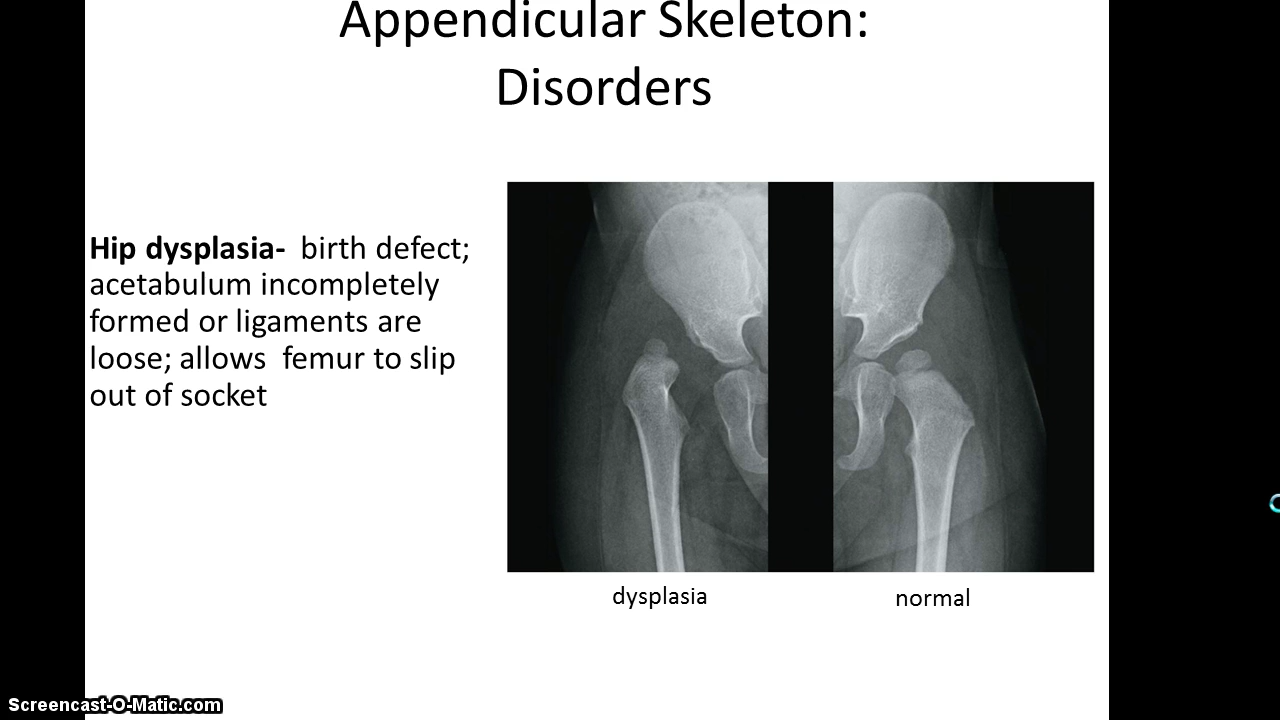 Appendicular Skeleton:
Disorders
Hip dysplasia-  birth defect;
acetabulum incompletely
formed or ligaments are
loose; allows  femur to slip
out of socket
dysplasia
normal
Screencast-O-Matic.com